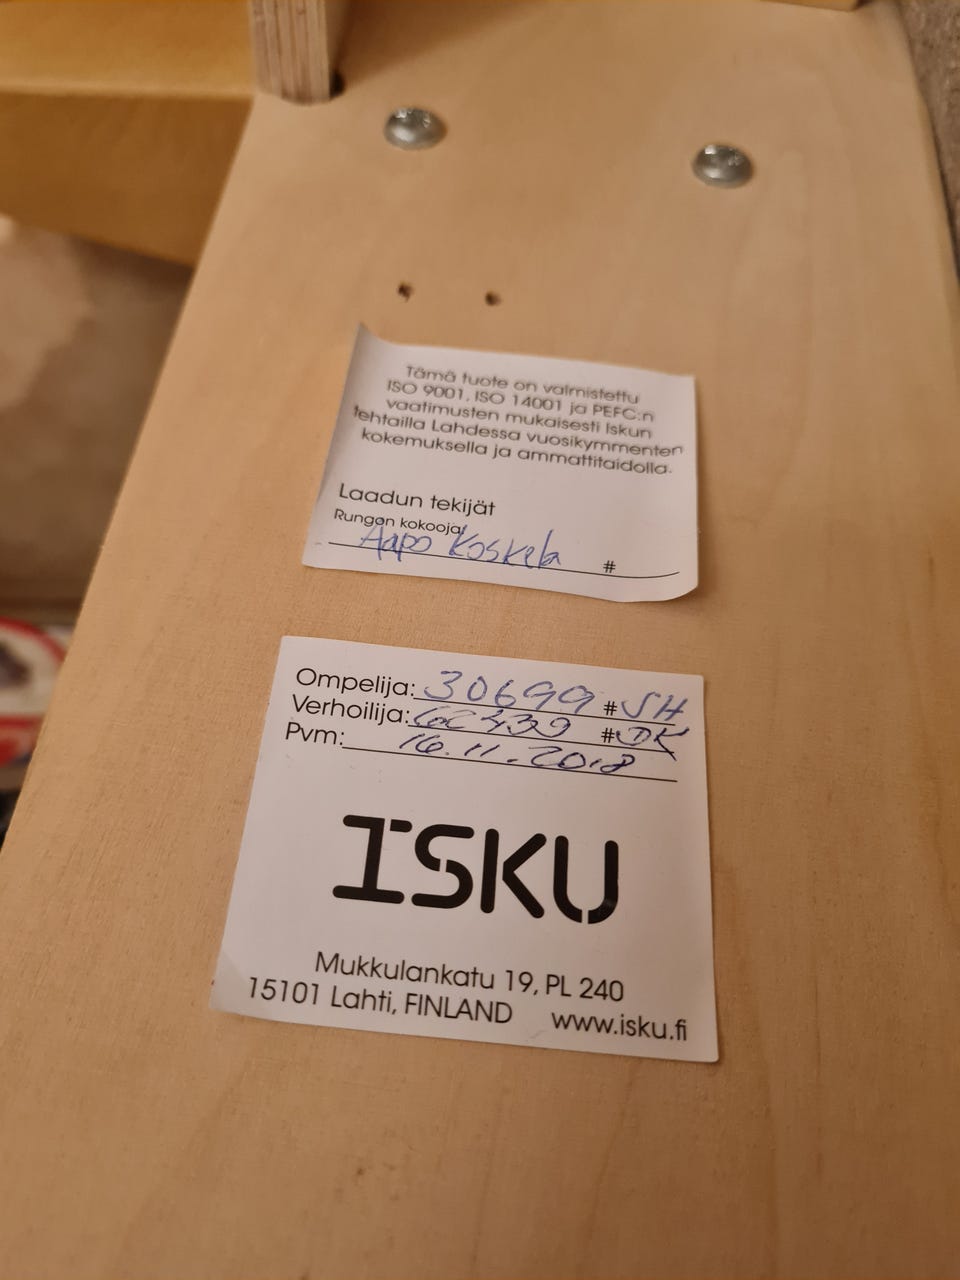 Tämä tuote on valmistettu
ISO 9001, ISO 14001 ja PEFC:n
vaatimusten mukaisesti Iskun
tehtailla Lahdessa vuosikymmenten
kokemuksella ja ammattitaidolla.
Laadun tekijät
Rungon kokooja
Aapo Koskela #
Ompelija: 30699 #SH
Verhoilija: #DK
Pvm: 16.11.2018
ISKU
Mukkulankatu 19, PL 240
15101 Lahti, FINLAND www.isku.fi